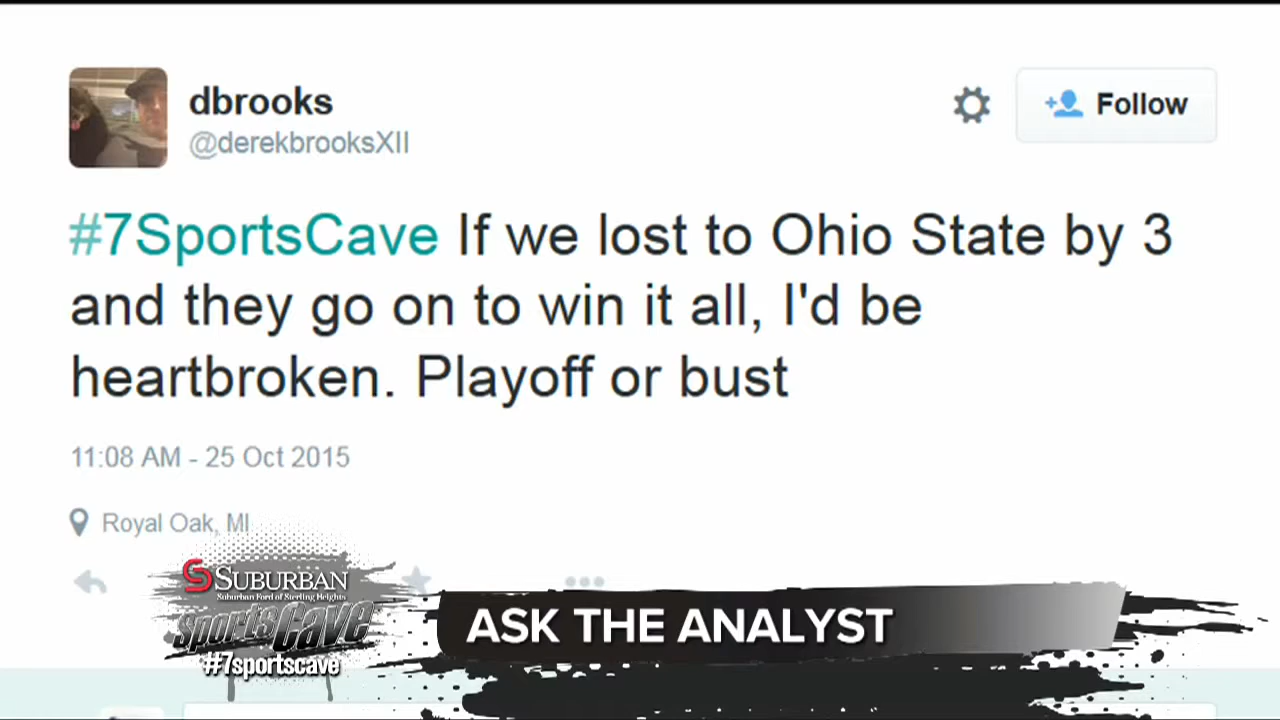 dbrooks
@derekbrooksXII
Follow
#7SportsCave If we lost to Ohio State by 3
and they go on to win it all, I'd be
heartbroken. Playoff or bust
11:08 AM - 25 Oct 2015
Royal Oak, MI
SUBURBAN
Suburban Ford of Sterling Heights
SportsCave
#7sportscave
ASK THE ANALYST